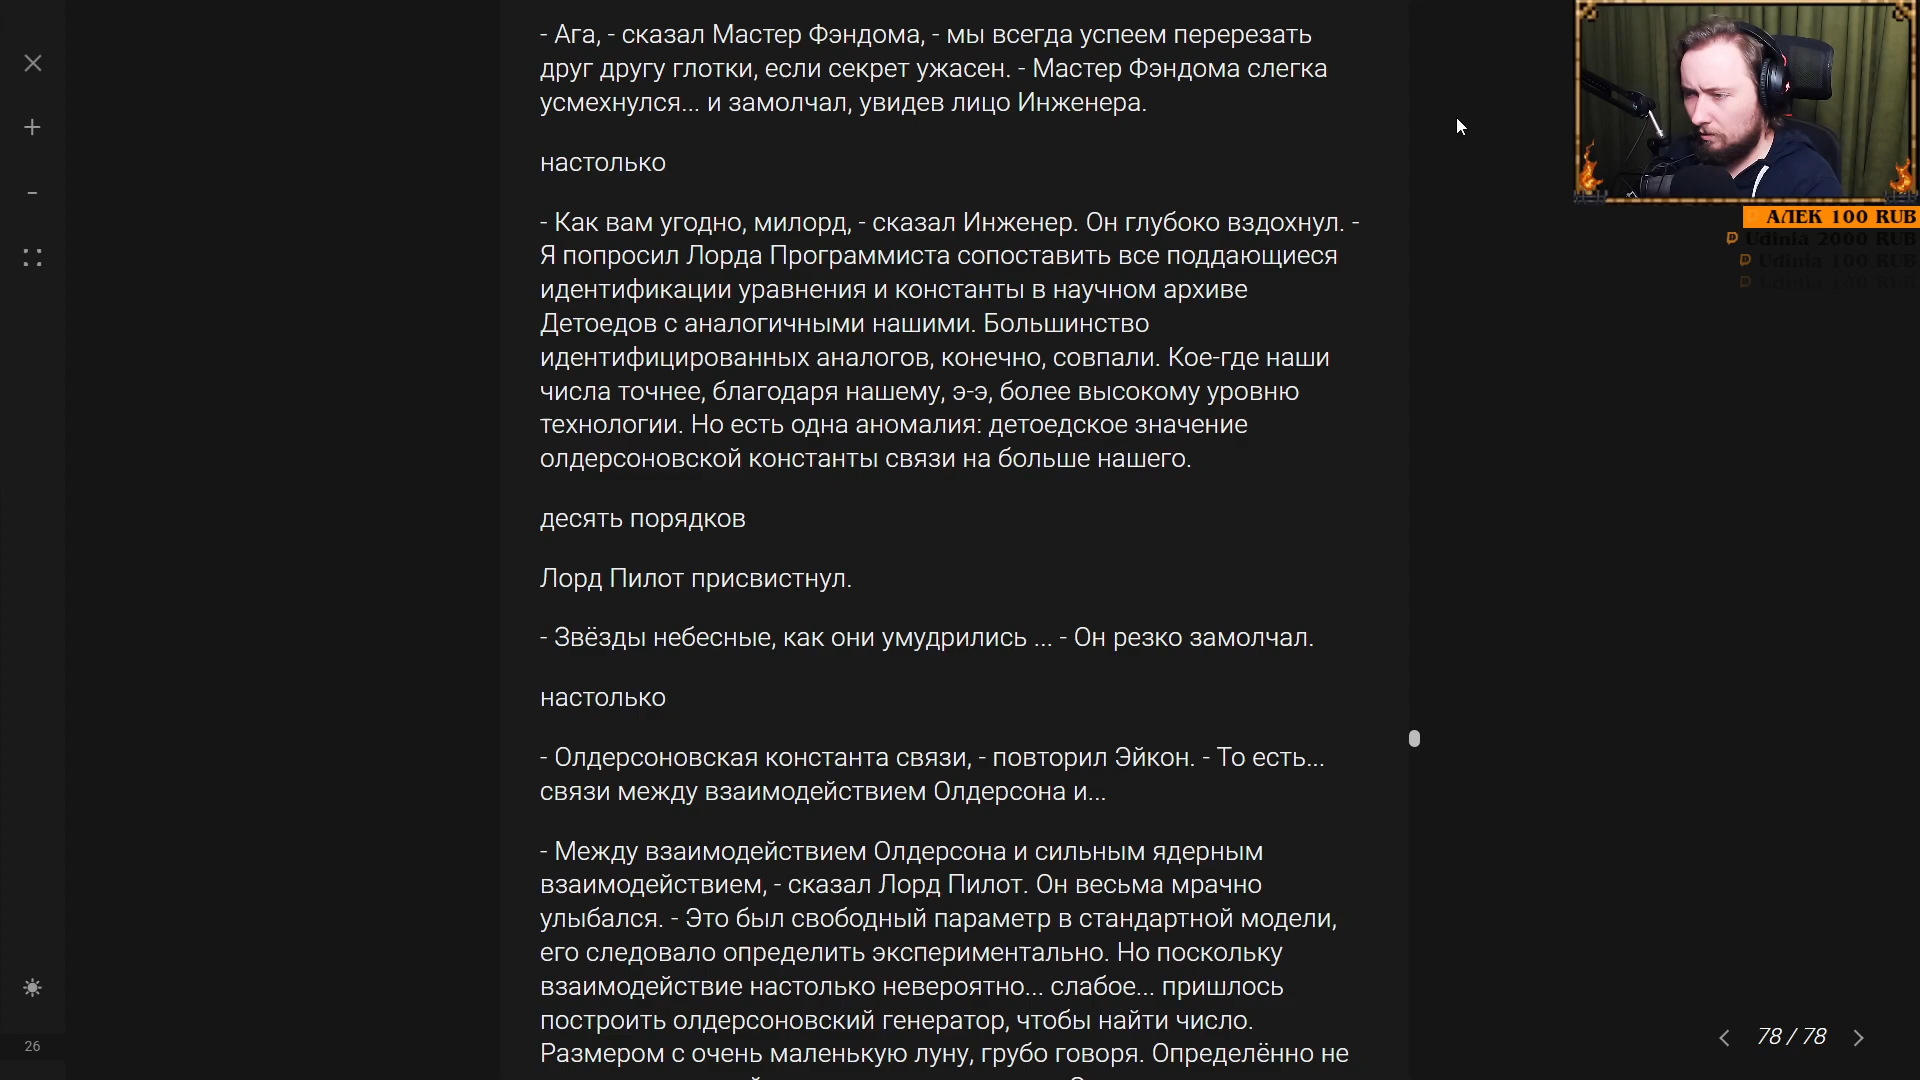 - Ага, - сказал Мастер Фэндома, - мы всегда успеем перерезать
друг другу глотки, если секрет ужасен. - Мастер Фэндома слегка
усмехнулся... и замолчал, увидев лицо Инженера.
настолько
- Как вам угодно, милорд, - сказал Инженер. Он глубоко вздохнул. -
Я попросил Лорда Программиста сопоставить все поддающиеся
идентификации уравнения и константы в научном архиве
Детоедов с аналогичными нашими. Большинство
идентифицированных аналогов, конечно, совпали. Кое-где наши
числа точнее, благодаря нашему, э-э, более высокому уровню
технологии. Но есть одна аномалия: детоедское значение
олдерсоновской константы связи на больше нашего.
десять порядков
Лорд Пилот присвистнул.
- Звёзды небесные, как они умудрились ... - Он резко замолчал.
настолько
- Олдерсоновская константа связи, - повторил Эйкон. - То есть...
связи между взаимодействием Олдерсона и...
- Между взаимодействием Олдерсона и сильным ядерным
взаимодействием, - сказал Лорд Пилот. Он весьма мрачно
улыбался. - Это был свободный параметр в стандартной модели,
его следовало определить экспериментально. Но поскольку
взаимодействие настолько невероятно... слабое... пришлось
построить олдерсоновский генератор, чтобы найти число.
Размером с очень маленькую луну, грубо говоря. Определённо не
АЛЕК 100 RUB
Udinia 2000 RUB
Udinia 100 RUB
26
78 / 78